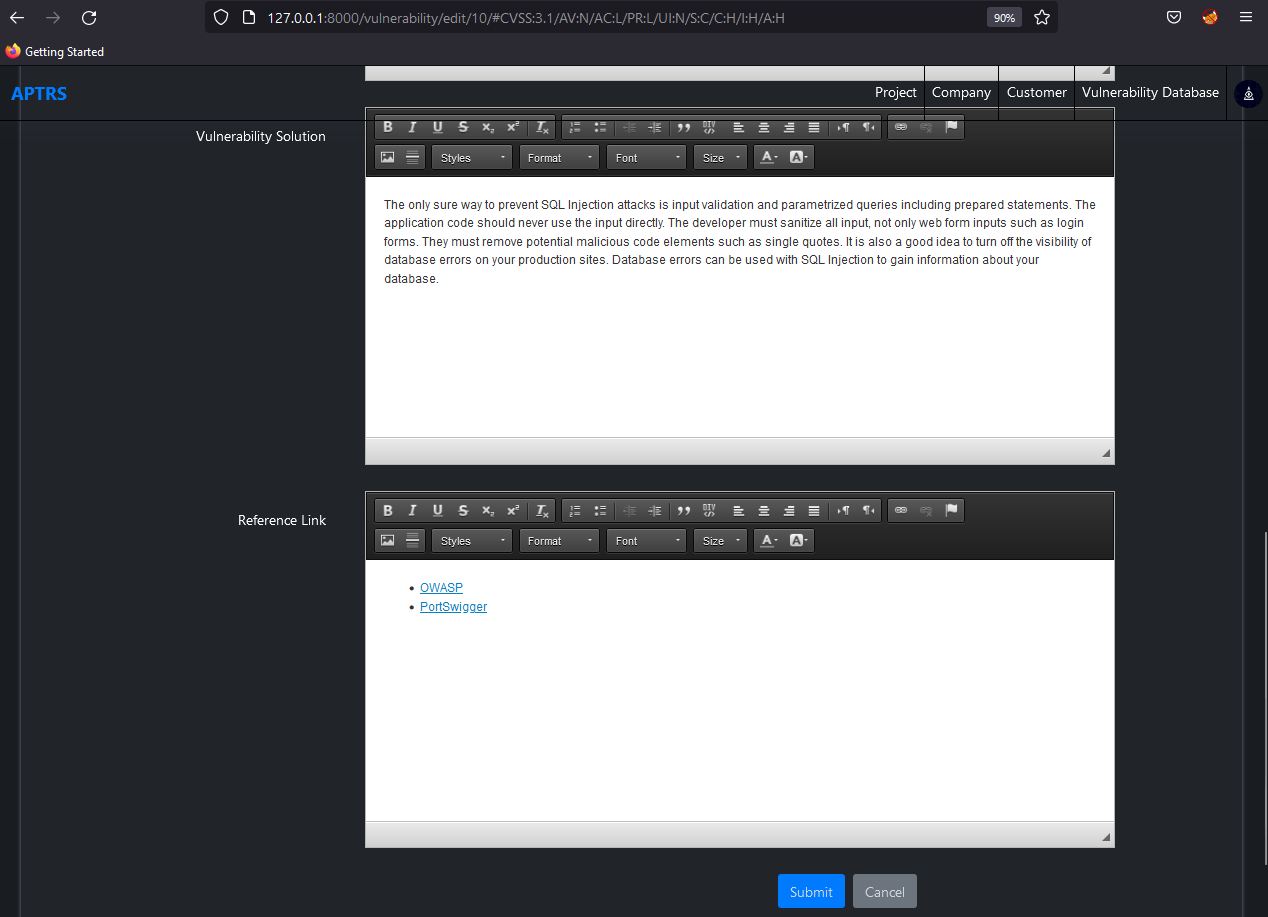 127.0.0.1:8000/vulnerability/edit/10/#CVSS:3.1/AV:N/AC:L/PR:L/UI:N/S:C/C:H/I:H/A:H
90%
Getting Started
APTRS
Project
Company
Customer
Vulnerability Database
Vulnerability Solution
Styles
Format
Font
Size
The only sure way to prevent SQL Injection attacks is input validation and parametrized queries including prepared statements. The
application code should never use the input directly. The developer must sanitize all input, not only web form inputs such as login
forms. They must remove potential malicious code elements such as single quotes. It is also a good idea to turn off the visibility of
database errors on your production sites. Database errors can be used with SQL Injection to gain information about your
database.
Reference Link
Styles
Format
Font
Size
• OWASP
• PortSwigger
Submit
Cancel